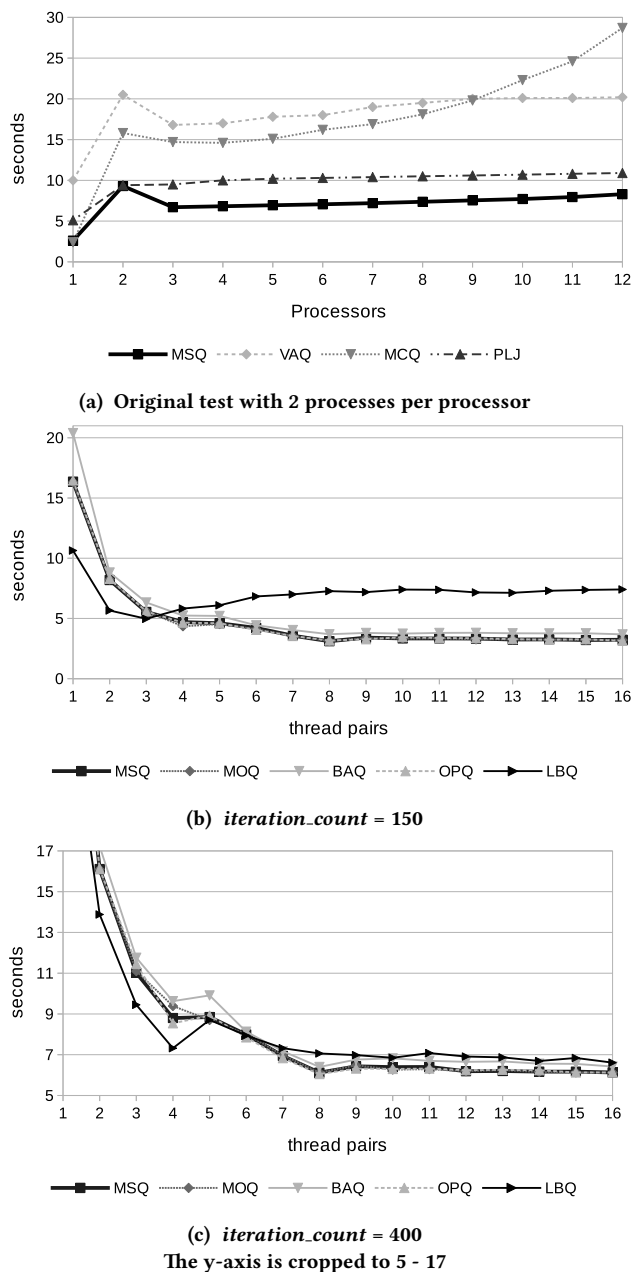 30
25
20
15
10
5
0
seconds
1 2 3 4 5 6 7 8 9 10 11 12
Processors
MSQ VAQ MCQ PLJ
(a) Original test with 2 processes per processor
20
15
10
5
0
seconds
1 2 3 4 5 6 7 8 9 10 11 12 13 14 15 16
thread pairs
MSQ MOQ BAQ OPQ LBQ
(b) iteration_count = 150
17
15
13
11
9
7
5
seconds
1 2 3 4 5 6 7 8 9 10 11 12 13 14 15 16
thread pairs
MSQ MOQ BAQ OPQ LBQ
(c) iteration_count = 400
The y-axis is cropped to 5 - 17